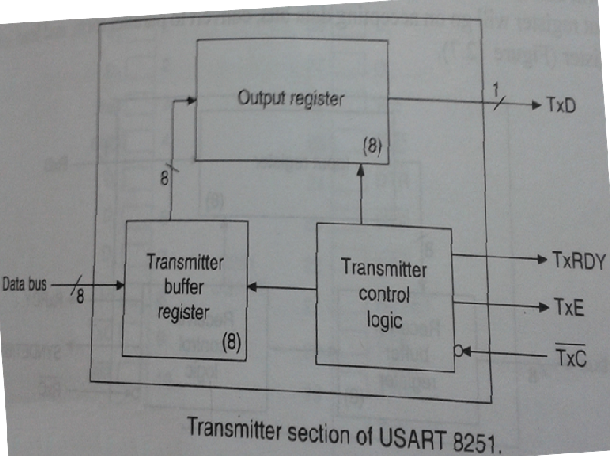 Output register
(8)
1
TxD
8
Data bus
8
Transmitter
buffer
register
(8)
Transmitter
control
logic
TxRDY
TxE
TxC
Transmitter section of USART 8251.